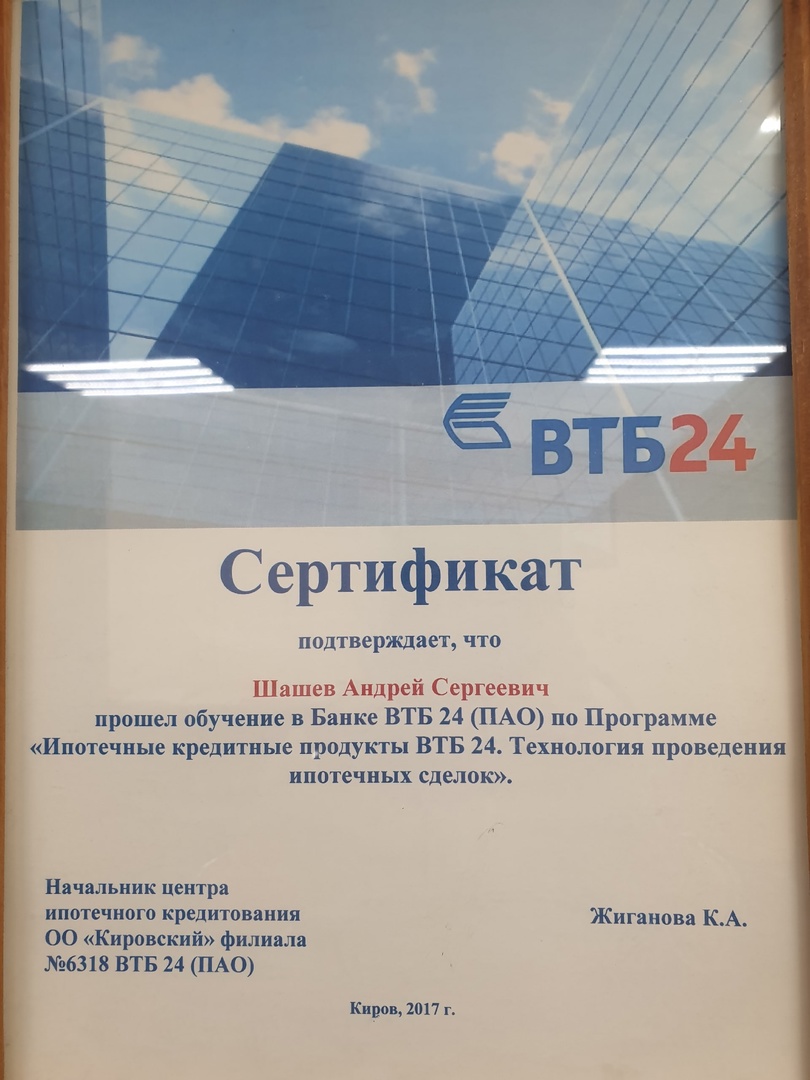 ВТБ24
Сертификат
подтверждает, что
Шашев Андрей Сергеевич
прошел обучение в Банке ВТБ 24 (ПАО) по Программе
«Ипотечные кредитные продукты ВТБ 24. Технология проведения
ипотечных сделок».
Начальник центра
ипотечного кредитования
ОО «Кировский» филиала
№6318 ВТБ 24 (ПАО)
Жиганова К.А.
Киров, 2017 г.